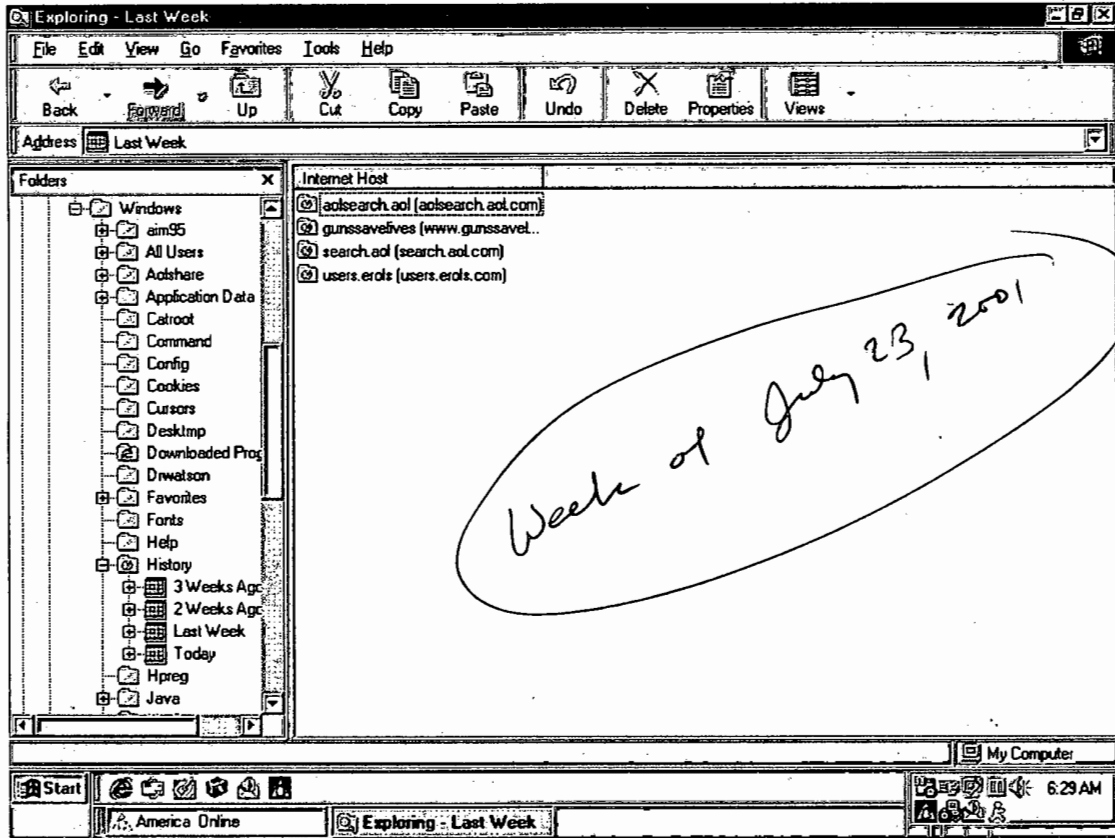 Exploring - Last Week
File Edit View Go Favorites Tools Help
Back Forward Up Cut Copy Paste Undo Delete Properties Views
Address Last Week
Folders
Internet Host
Windows
aim95
All Users
Aolshare
Application Data
Catroot
Command
Config
Cookies
Cursors
Desktmp
Downloaded Prog
Drwatson
Favorites
Fonts
Help
History
3 Weeks Ago
2 Weeks Ago
Last Week
Today
Hpreg
Java
aolsearch.aol (aolsearch.aol.com)
gunssavelives (www.gunssavel...
search.aol (search.aol.com)
users.erols (users.erols.com)
Week of July 23, 2001
My Computer
Start
6:29 AM
America Online
Exploring - Last Week